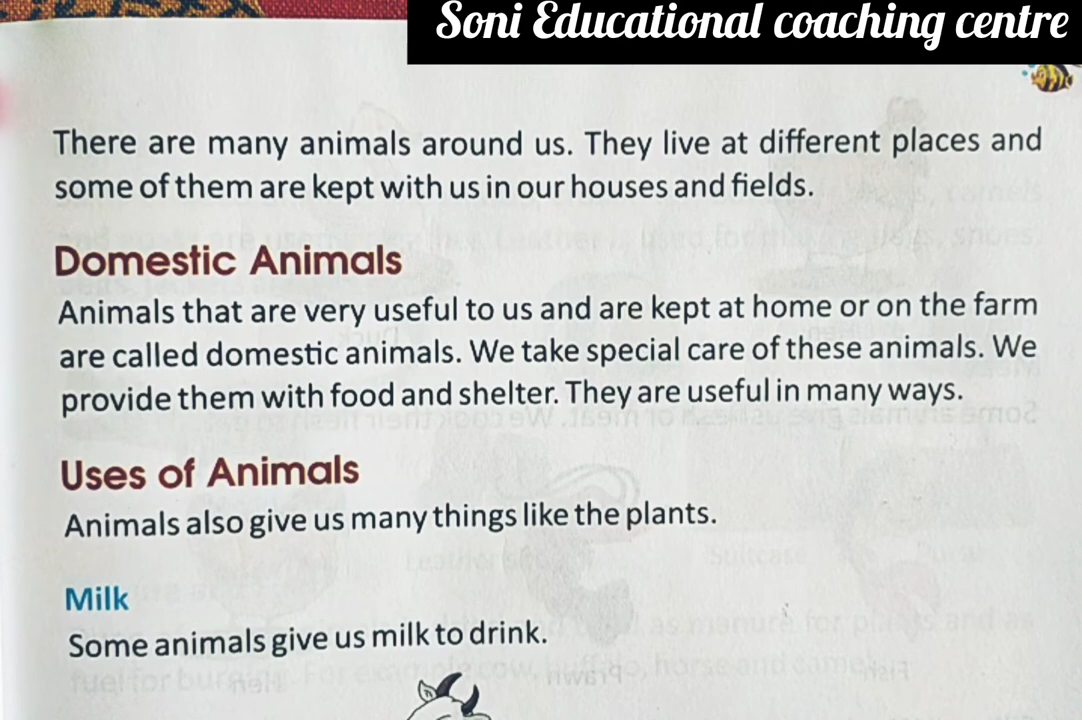 Soni Educational coaching centre
There are many animals around us. They live at different places and
some of them are kept with us in our houses and fields.
Domestic Animals
Animals that are very useful to us and are kept at home or on the farm
are called domestic animals. We take special care of these animals. We
provide them with food and shelter. They are useful in many ways.
Uses of Animals
Animals also give us many things like the plants.
Milk
Some animals give us milk to drink.